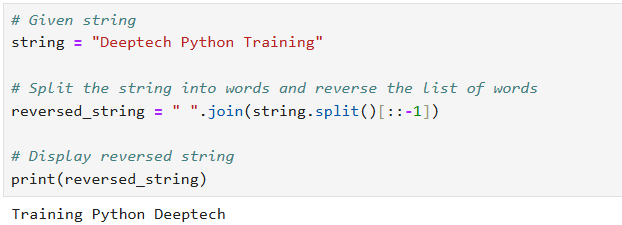 # Given string
string = "Deeptech Python Training"
# Split the string into words and reverse the list of words
reversed_string = " ".join(string.split()[::-1])
# Display reversed string
print(reversed_string)
Training Python Deeptech